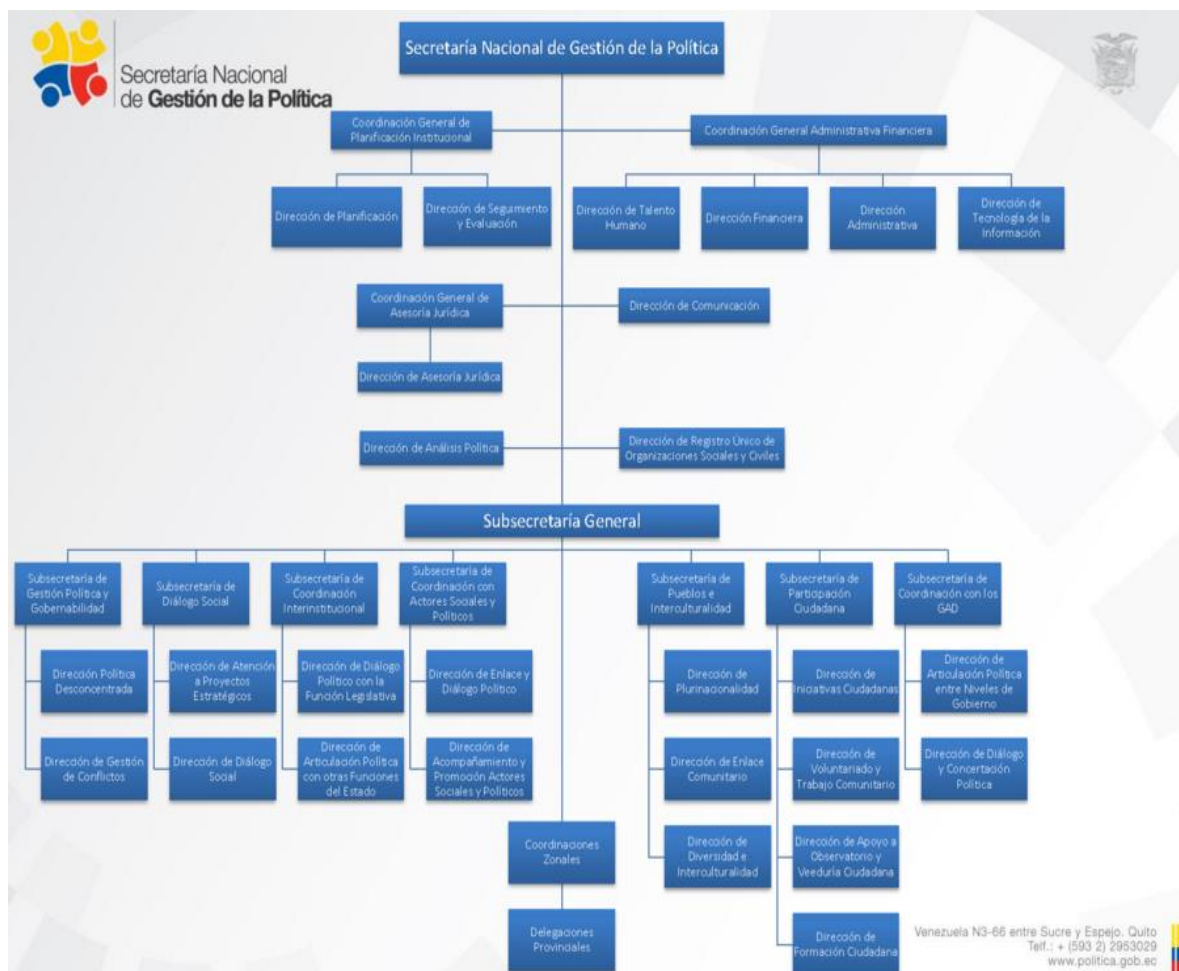 Secretaría Nacional
de Gestión de la Política
Secretaría Nacional de Gestión de la Política
Coordinación General de
Planificación Institucional
Coordinación General Administrativa Financiera
Dirección de Planificación
Dirección de Seguimiento
y Evaluación
Dirección de Talento
Humano
Dirección Financiera
Dirección
Administrativa
Dirección de
Tecnología de la
Información
Coordinación General de
Asesoría Jurídica
Dirección de Comunicación
Dirección de Asesoría Jurídica
Dirección de Análisis Política
Dirección de Registro Único de
Organizaciones Sociales y Civiles
Subsecretaría General
Subsecretaría de
Gestión Política y
Gobernabilidad
Subsecretaría de
Diálogo Social
Subsecretaría de
Coordinación
Interinstitucional
Subsecretaría de
Coordinación con
Actores Sociales y
Políticos
Subsecretaría de
Pueblos e
Interculturalidad
Subsecretaría de
Participación
Ciudadana
Subsecretaría de
Coordinación con los
GAD
Dirección Política
Desconcentrada
Dirección de Atención
a Proyectos
Estratégicos
Dirección de Diálogo
Político con la
Función Legislativa
Dirección de Enlace y
Diálogo Político
Dirección de
Plurinacionalidad
Dirección de
Iniciativas Ciudadanas
Dirección de
Articulación Política
entre Niveles de
Gobierno
Dirección de Gestión
de Conflictos
Dirección de Diálogo
Social
Dirección de
Articulación Política
con otras Funciones
del Estado
Dirección de
Acompañamiento y
Promoción Actores
Sociales y Políticos
Dirección de Enlace
Comunitario
Dirección de
Voluntariado y
Trabajo Comunitario
Dirección de Diálogo
y Concertación
Política
Coordinaciones
Zonales
Dirección de
Diversidad e
Interculturalidad
Dirección de Apoyo a
Observatorio y
Veeduría Ciudadana
Delegaciones
Provinciales
Dirección de
Formación Ciudadana
Venezuela N3-66 entre Sucre y Espejo. Quito
Telf.: + (593 2) 2953029
www.politica.gob.ec